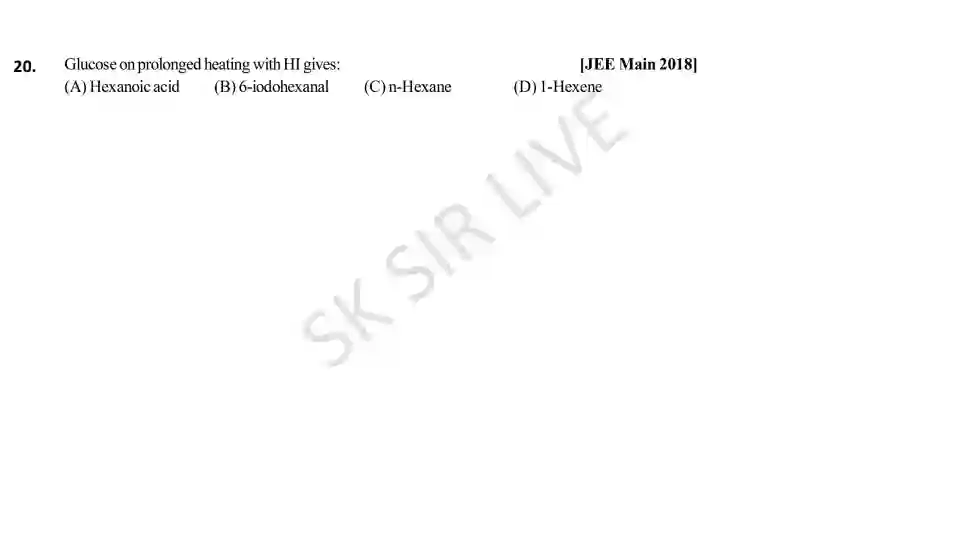 20. Glucose on prolonged heating with HI gives: [JEE Main 2018]
(A) Hexanoic acid (B) 6-iodohexanal (C) n-Hexane (D) 1-Hexene
SK SIR LIVE